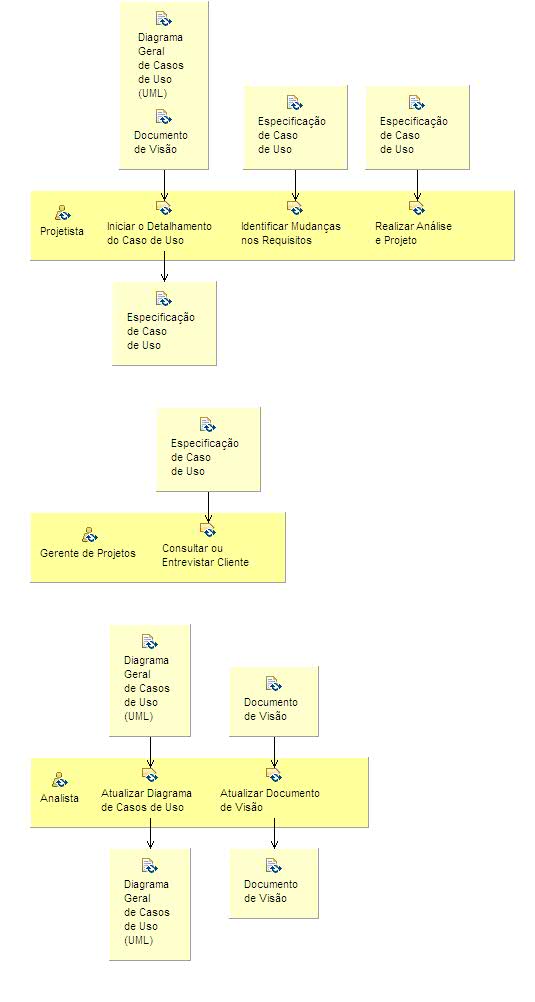 Diagrama
Geral
de Casos
de Uso
(UML)
Documento
de Visão
Especificação
de Caso
de Uso
Especificação
de Caso
de Uso
Projetista
Iniciar o Detalhamento
do Caso de Uso
Identificar Mudanças
nos Requisitos
Realizar Análise
e Projeto
Especificação
de Caso
de Uso
Especificação
de Caso
de Uso
Gerente de Projetos
Consultar ou
Entrevistar Cliente
Diagrama
Geral
de Casos
de Uso
(UML)
Documento
de Visão
Analista
Atualizar Diagrama
de Casos de Uso
Atualizar Documento
de Visão
Diagrama
Geral
de Casos
de Uso
(UML)
Documento
de Visão